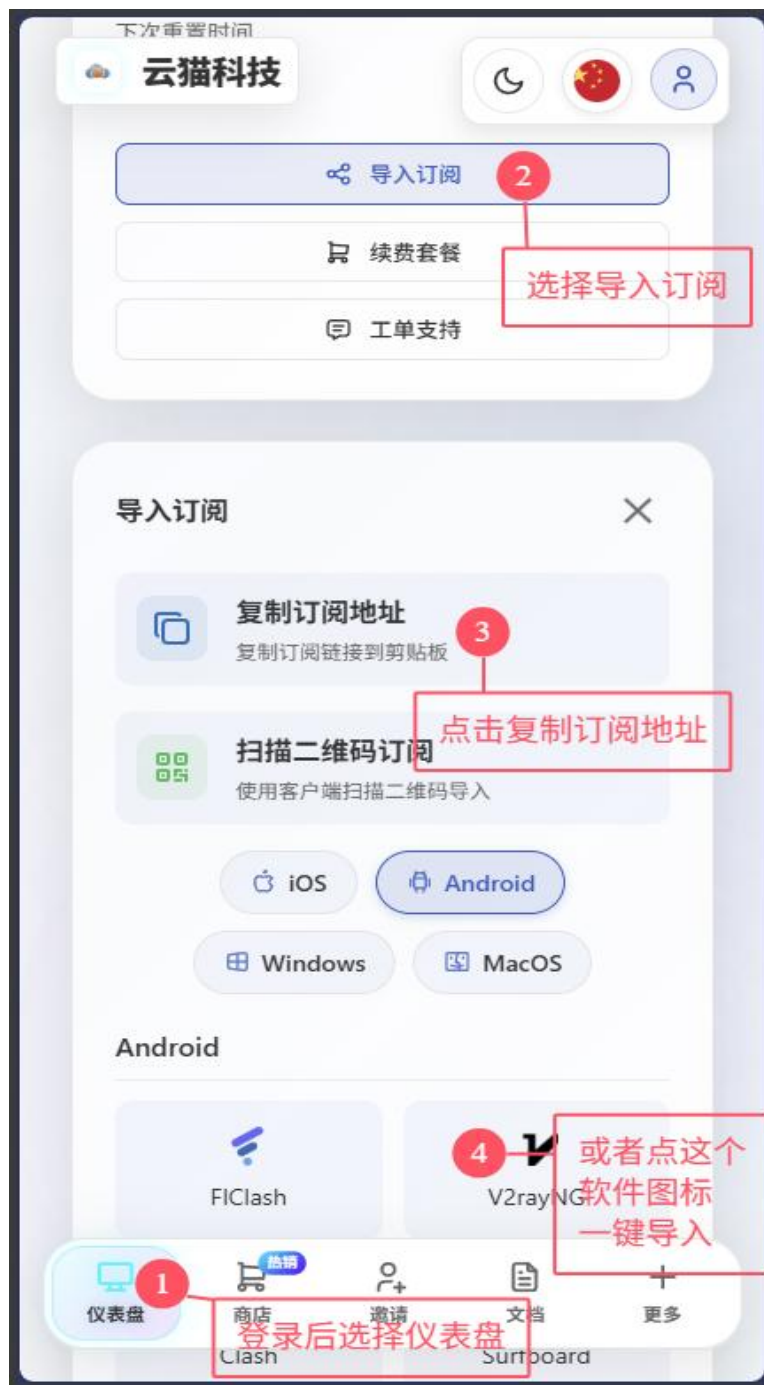 下次重置时间
云猫科技
导入订阅
2
续费套餐
选择导入订阅
工单支持
导入订阅
复制订阅地址
3
复制订阅链接到剪贴板
点击复制订阅地址
扫描二维码订阅
使用客户端扫描二维码导入
iOS
Android
Windows
MacOS
Android
4
或者点这个
软件图标
一键导入
FlClash
V2rayNG
热销
1
仪表盘
商店
邀请
文档
更多
登录后选择仪表盘
Clash
Surfboard